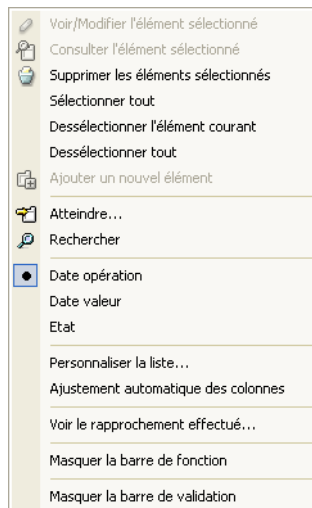 Voir/Modifier l'élément sélectionné
Consulter l'élément sélectionné
Supprimer les éléments sélectionnés
Sélectionner tout
Dessélectionner l'élément courant
Dessélectionner tout
Ajouter un nouvel élément
Atteindre...
Rechercher
Date opération
Date valeur
Etat
Personnaliser la liste...
Ajustement automatique des colonnes
Voir le rapprochement effectué...
Masquer la barre de fonction
Masquer la barre de validation